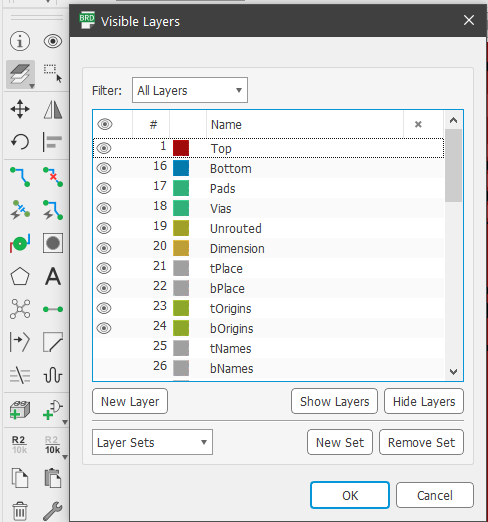 BRD Visible Layers
Filter: All Layers
# Name
1 Top
16 Bottom
17 Pads
18 Vias
19 Unrouted
20 Dimension
21 tPlace
22 bPlace
23 tOrigins
24 bOrigins
25 tNames
26 bNames
New Layer Show Layers Hide Layers
Layer Sets New Set Remove Set
OK Cancel
A
R2 R2
10k 10k